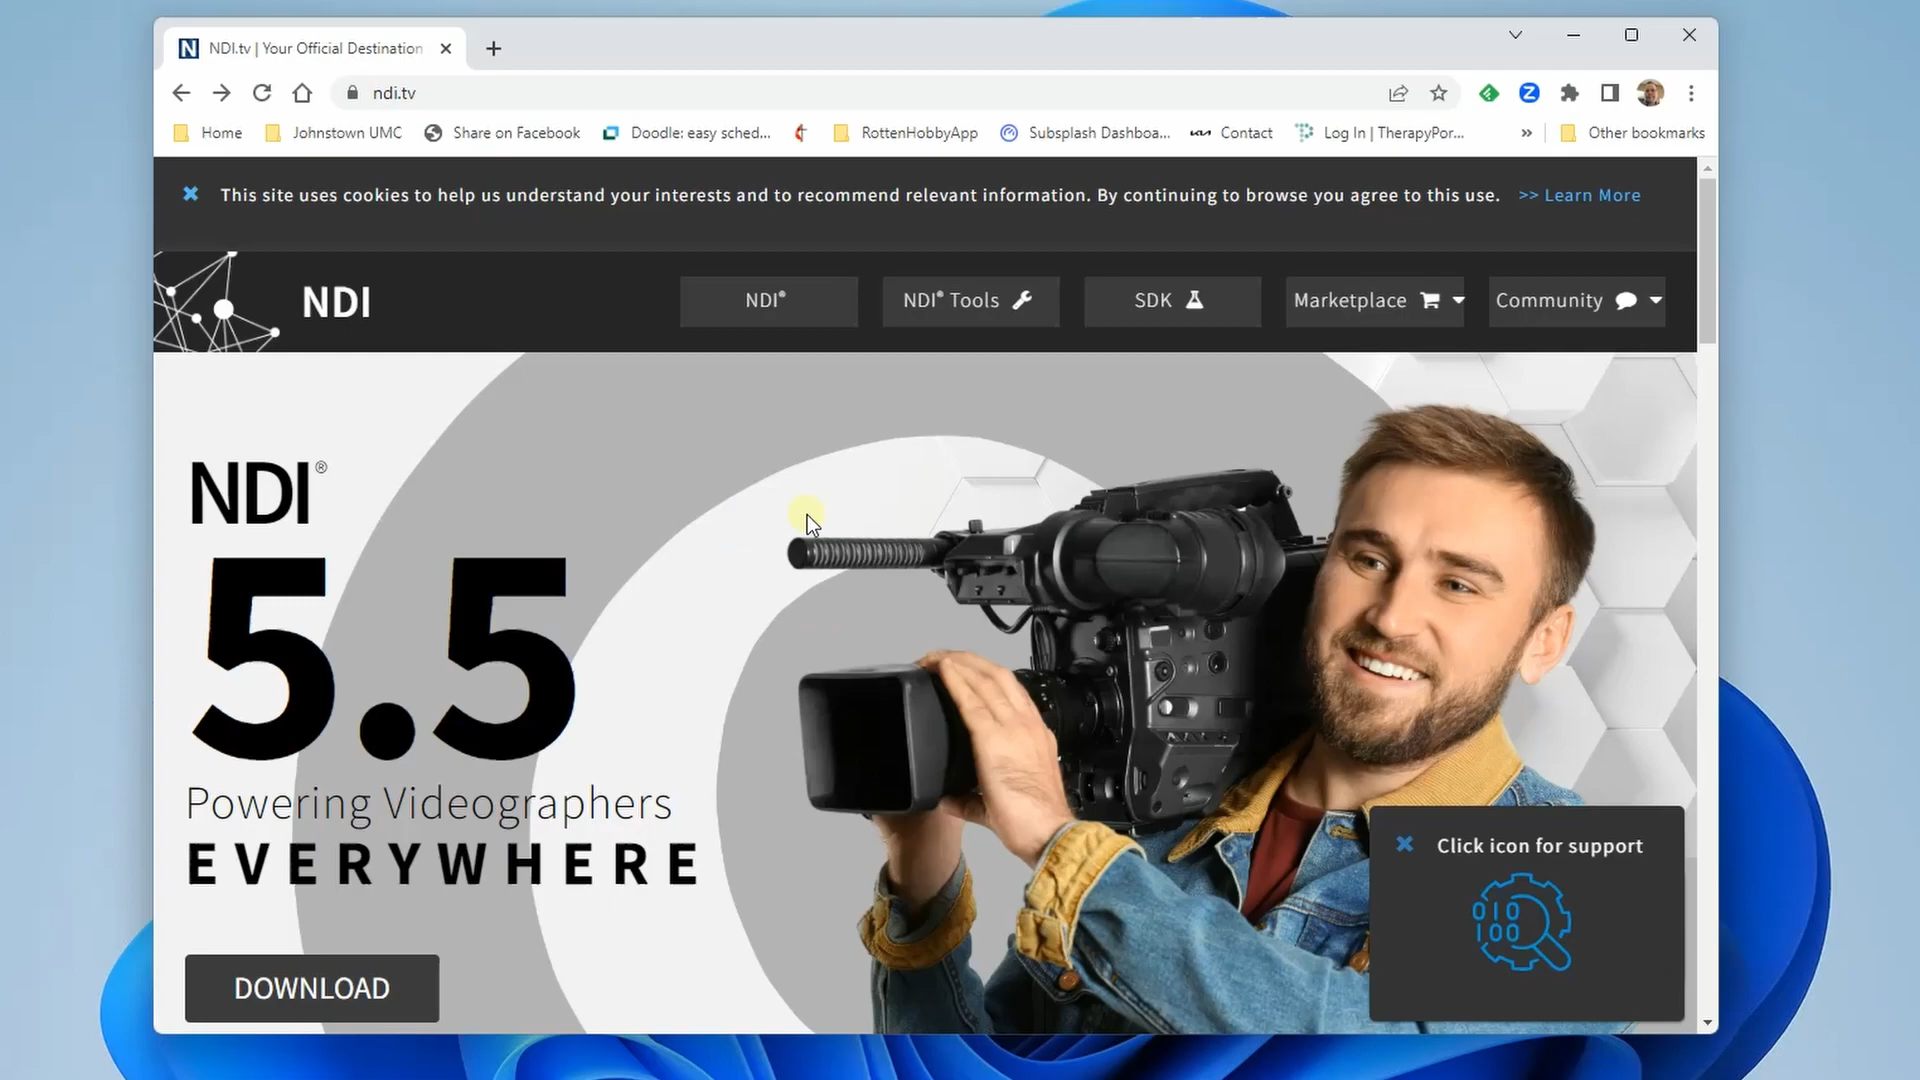 NDI.tv | Your Official Destination
ndi.tv
Home Johnstown UMC Share on Facebook Doodle: easy sched... RottenHobbyApp Subsplash Dashboa... Contact Log In | TherapyPor... » Other bookmarks
This site uses cookies to help us understand your interests and to recommend relevant information. By continuing to browse you agree to this use. >> Learn More
NDI NDI® NDI® Tools SDK Marketplace Community
NDI®
5.5
Powering Videographers
EVERYWHERE
DOWNLOAD
Click icon for support
010
100